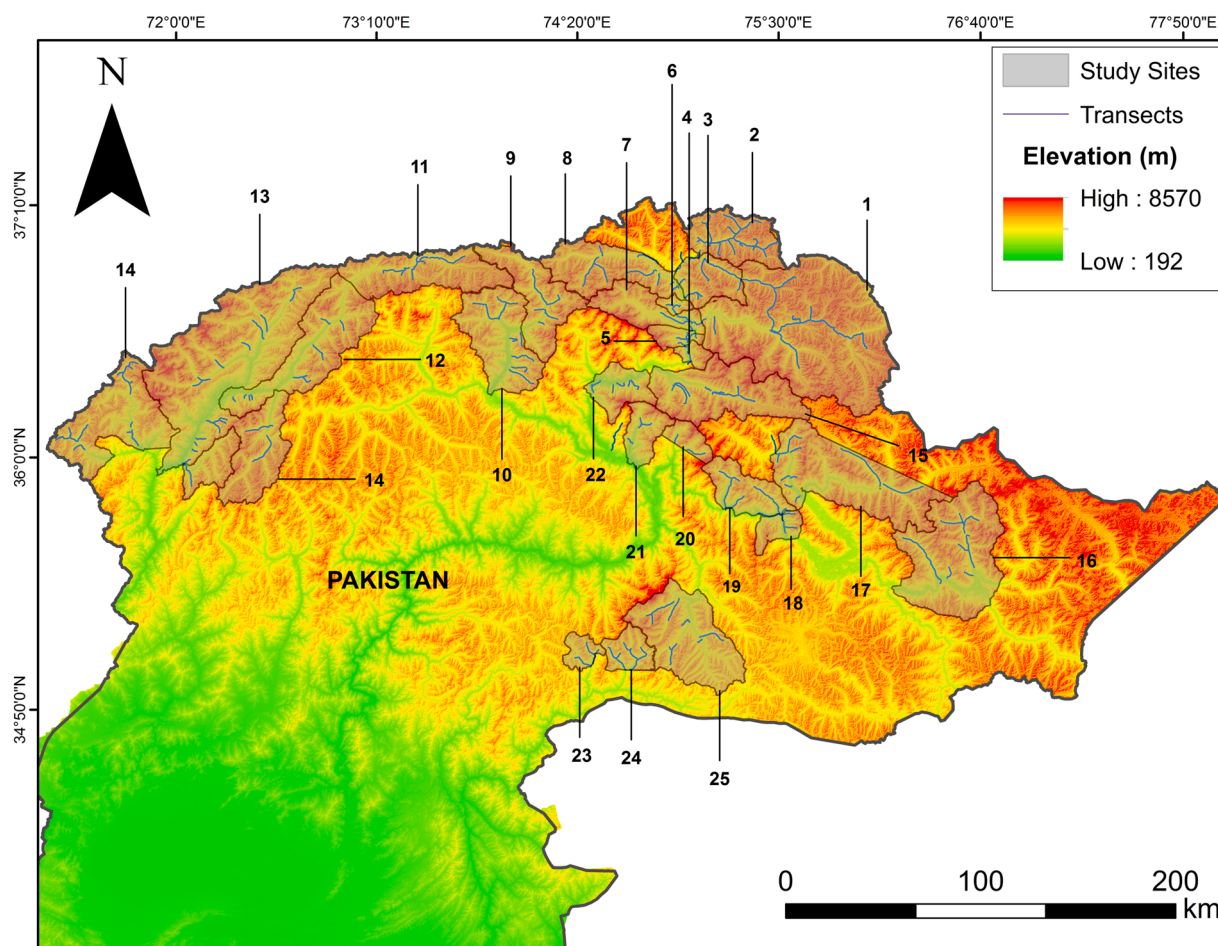 72°0'0"E 73°10'0"E 74°20'0"E 75°30'0"E 76°40'0"E 77°50'0"E
N
Study Sites
Transects
Elevation (m)
High : 8570
Low : 192
6
4
3
2
7
8
9
11
13
1
14
37°10'0"N
5
12
15
36°0'0"N
10
22
14
21
20
19
18
17
16
PAKISTAN
34°50'0"N
23
24
25
0 100 200
km